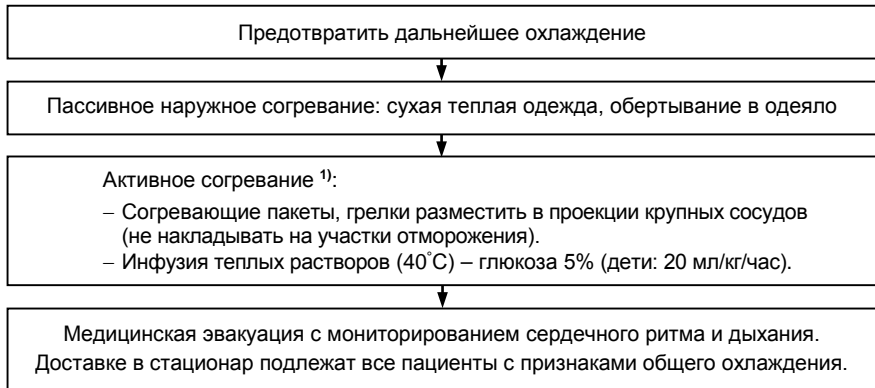 Предотвратить дальнейшее охлаждение
Пассивное наружное согревание: сухая теплая одежда, обертывание в одеяло
Активное согревание ¹⁾:
– Согревающие пакеты, грелки разместить в проекции крупных сосудов
(не накладывать на участки отморожения).
– Инфузия теплых растворов (40°С) – глюкоза 5% (дети: 20 мл/кг/час).
Медицинская эвакуация с мониторированием сердечного ритма и дыхания.
Доставке в стационар подлежат все пациенты с признаками общего охлаждения.